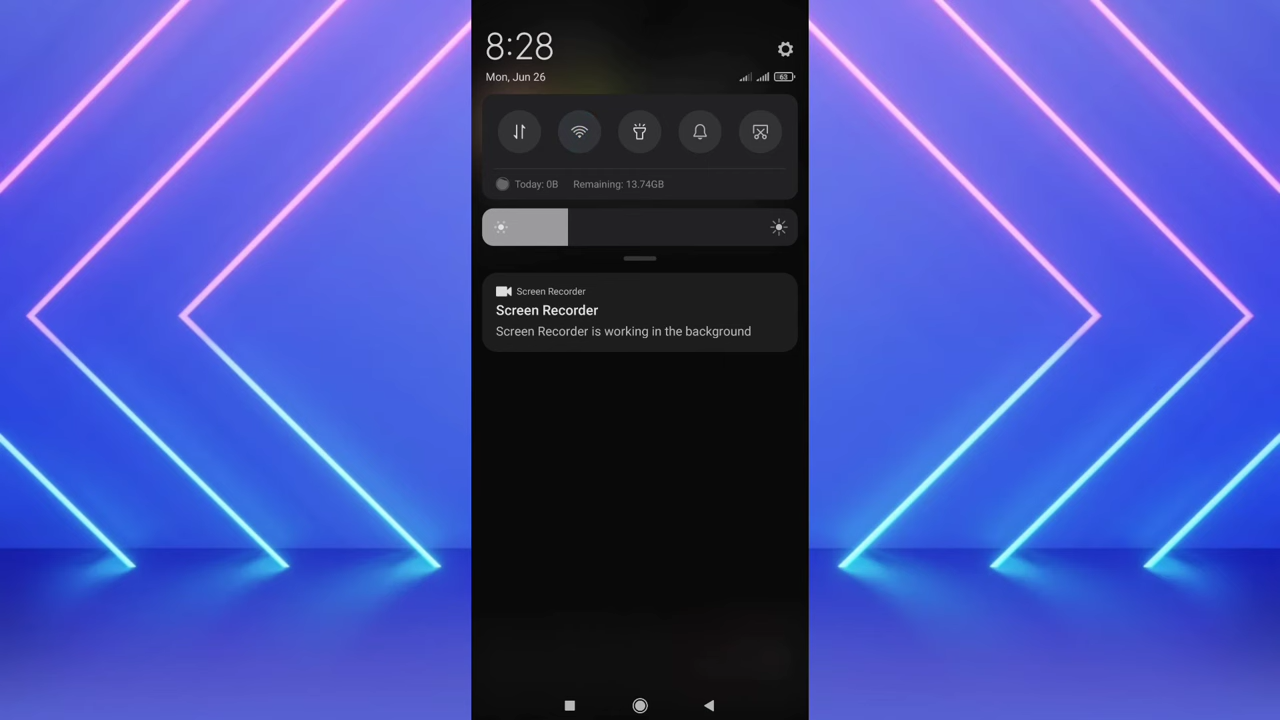 8:28
Mon, Jun 26
63
Today: 0B Remaining: 13.74GB
Screen Recorder
Screen Recorder
Screen Recorder is working in the background